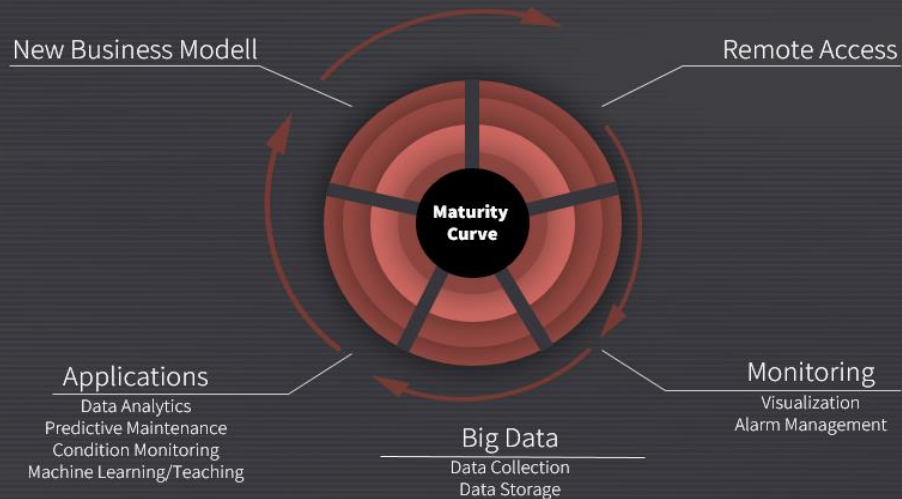 New Business Modell
Remote Access
Maturity
Curve
Applications
Data Analytics
Predictive Maintenance
Condition Monitoring
Machine Learning/Teaching
Big Data
Data Collection
Data Storage
Monitoring
Visualization
Alarm Management